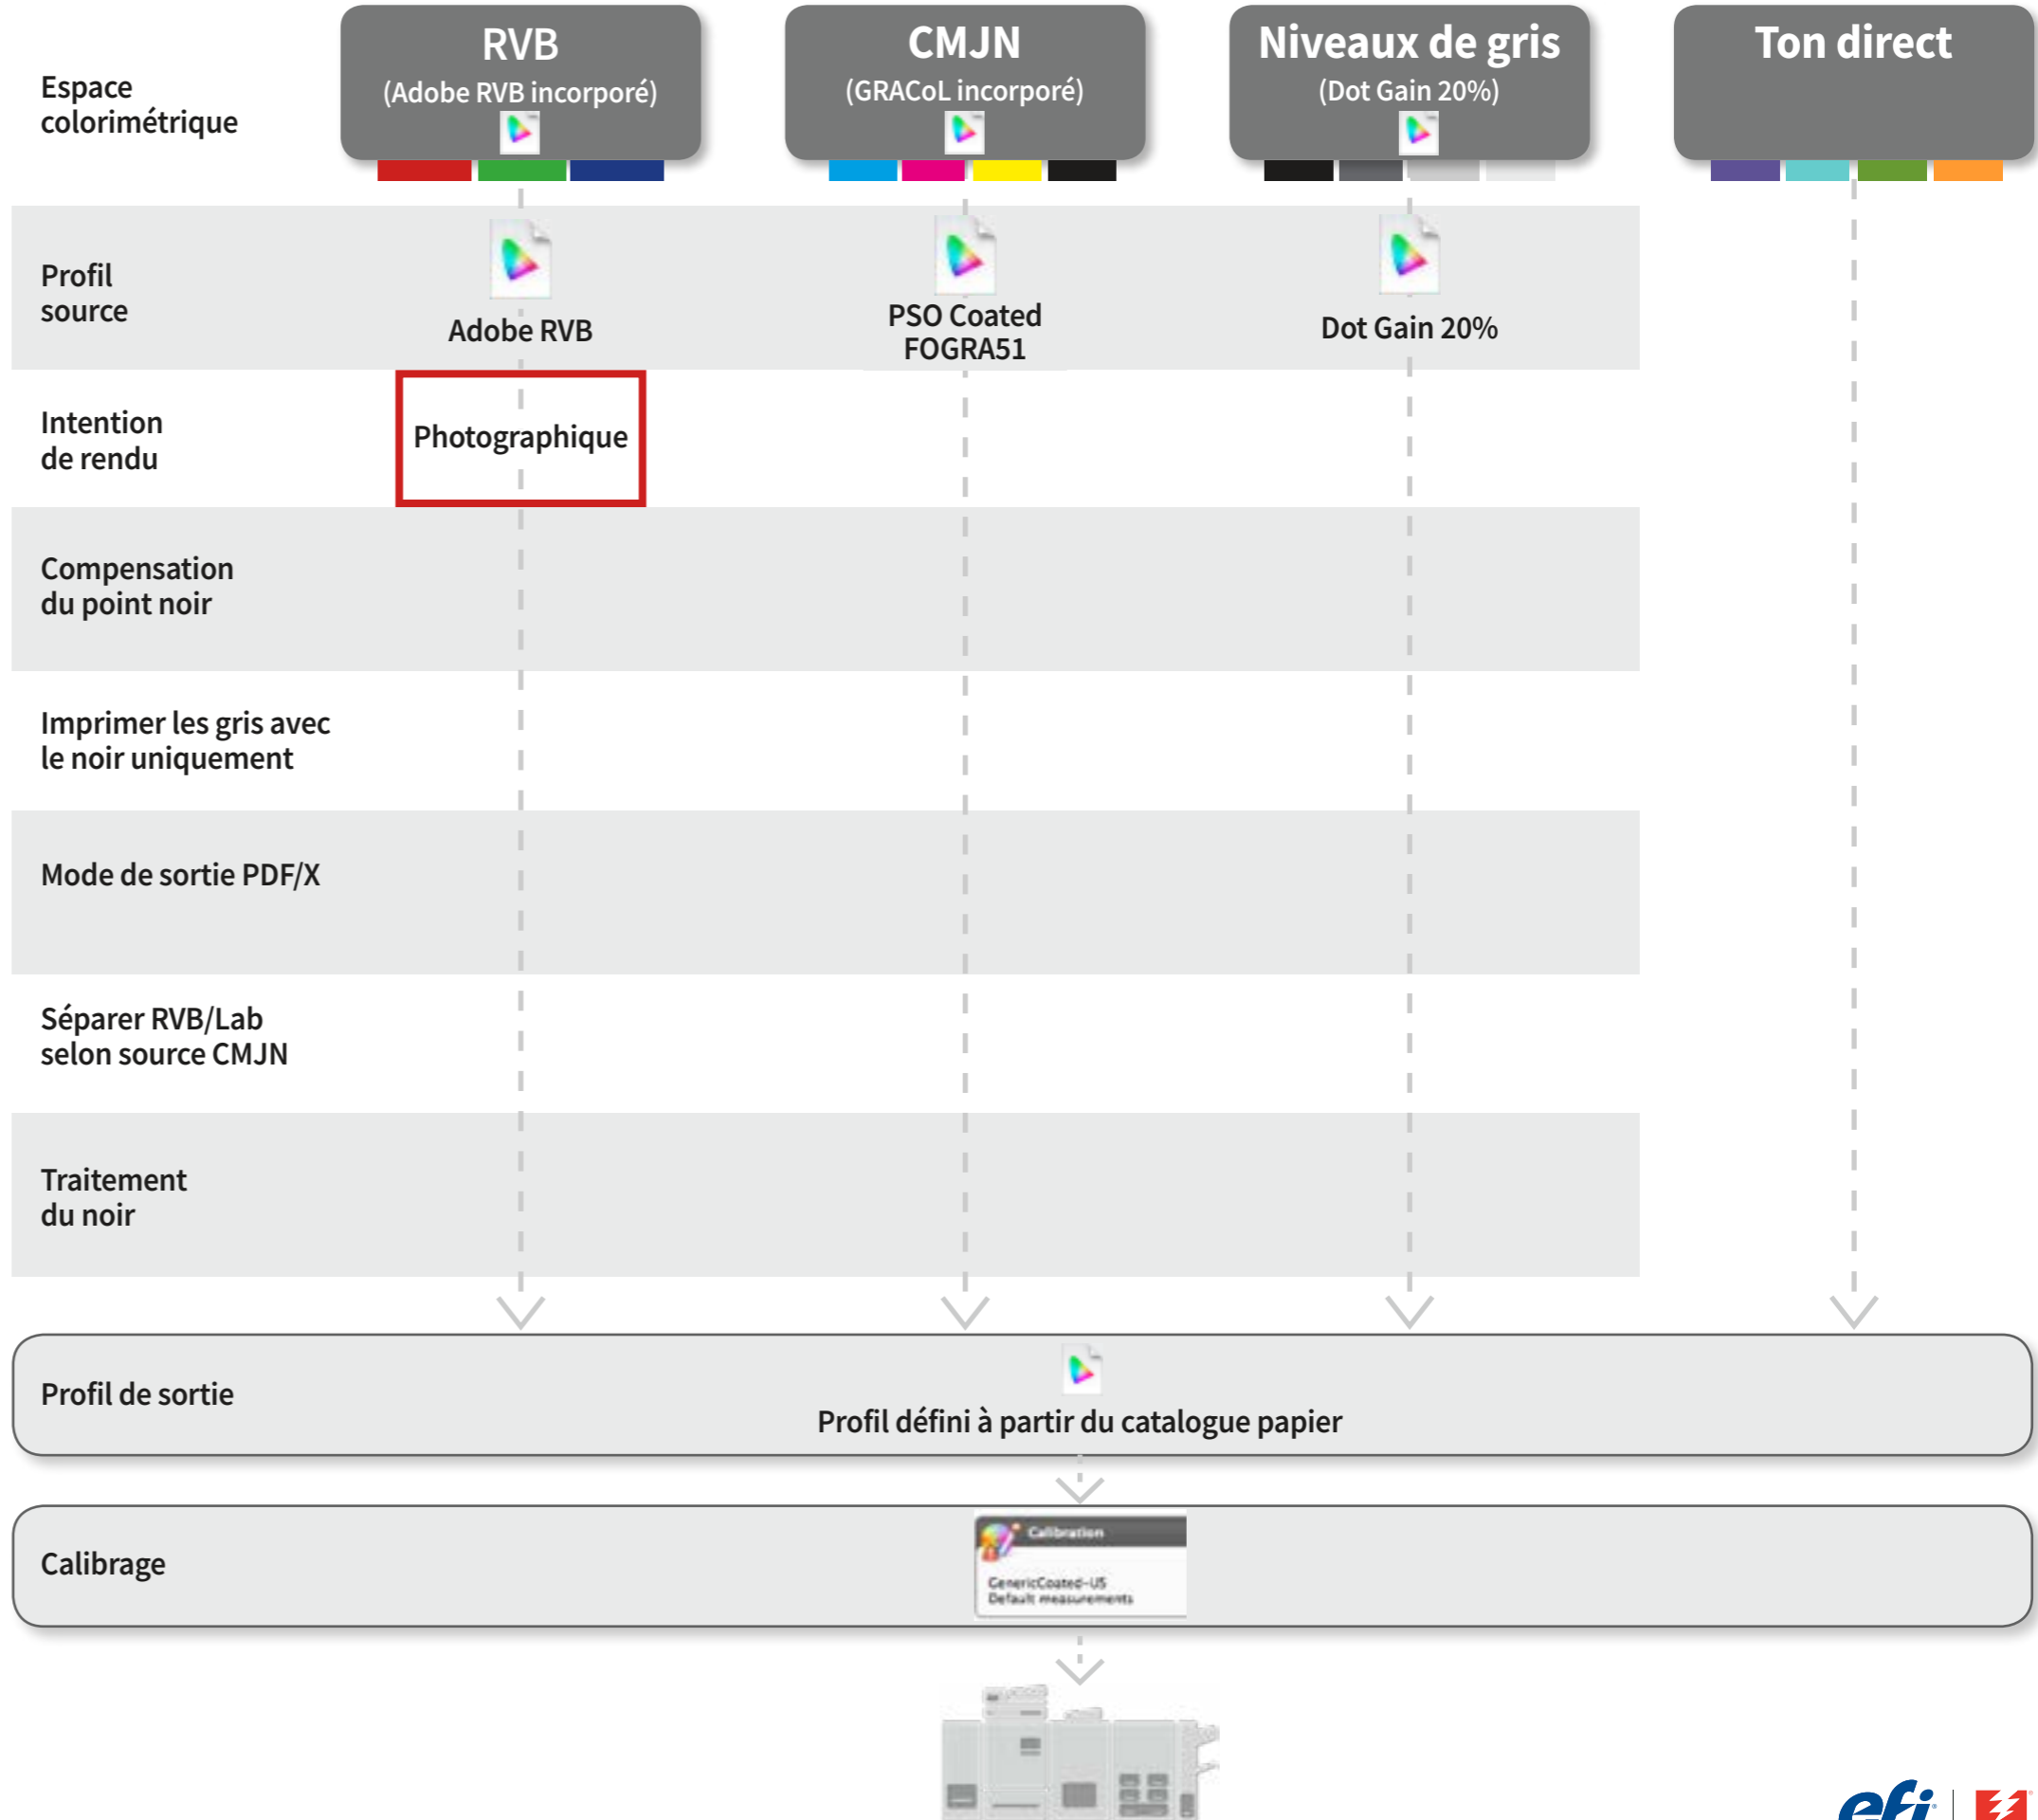 RVB
(Adobe RVB incorporé)
CMJN
(GRACoL incorporé)
Niveaux de gris
(Dot Gain 20%)
Ton direct
Espace
colorimétrique
Profil
source
Adobe RVB
PSO Coated
FOGRA51
Dot Gain 20%
Intention
de rendu
Photographique
Compensation
du point noir
Imprimer les gris avec
le noir uniquement
Mode de sortie PDF/X
Séparer RVB/Lab
selon source CMJN
Traitement
du noir
Profil de sortie
Profil défini à partir du catalogue papier
Calibrage
Calibration
GenericCoated-US
Default measurements
efi